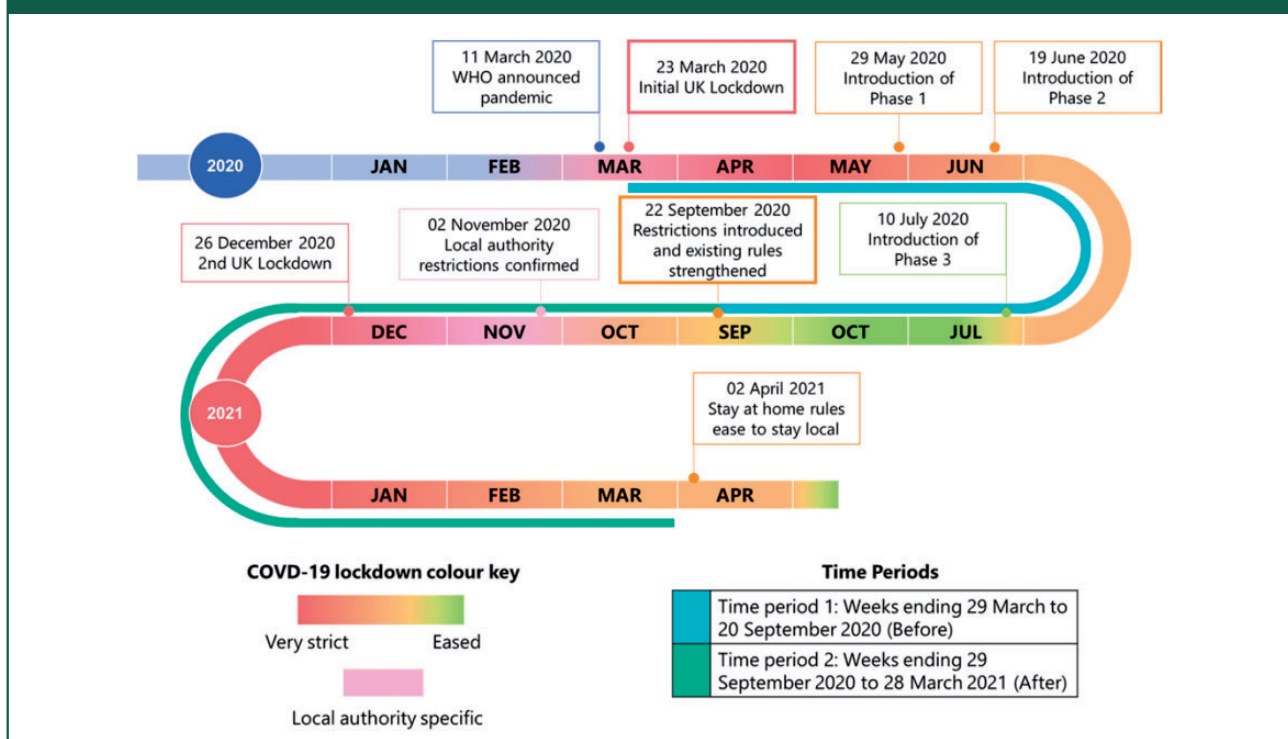 11 March 2020
WHO announced
pandemic
23 March 2020
Initial UK Lockdown
29 May 2020
Introduction of
Phase 1
19 June 2020
Introduction of
Phase 2
2020
JAN
FEB
MAR
APR
MAY
JUN
26 December 2020
2nd UK Lockdown
02 November 2020
Local authority
restrictions confirmed
22 September 2020
Restrictions introduced
and existing rules
strengthened
10 July 2020
Introduction of
Phase 3
DEC
NOV
OCT
SEP
OCT
JUL
2021
02 April 2021
Stay at home rules
ease to stay local
JAN
FEB
MAR
APR
COVD-19 lockdown colour key
Very strict
Eased
Local authority specific
Time Periods
Time period 1: Weeks ending 29 March to
20 September 2020 (Before)
Time period 2: Weeks ending 29
September 2020 to 28 March 2021 (After)